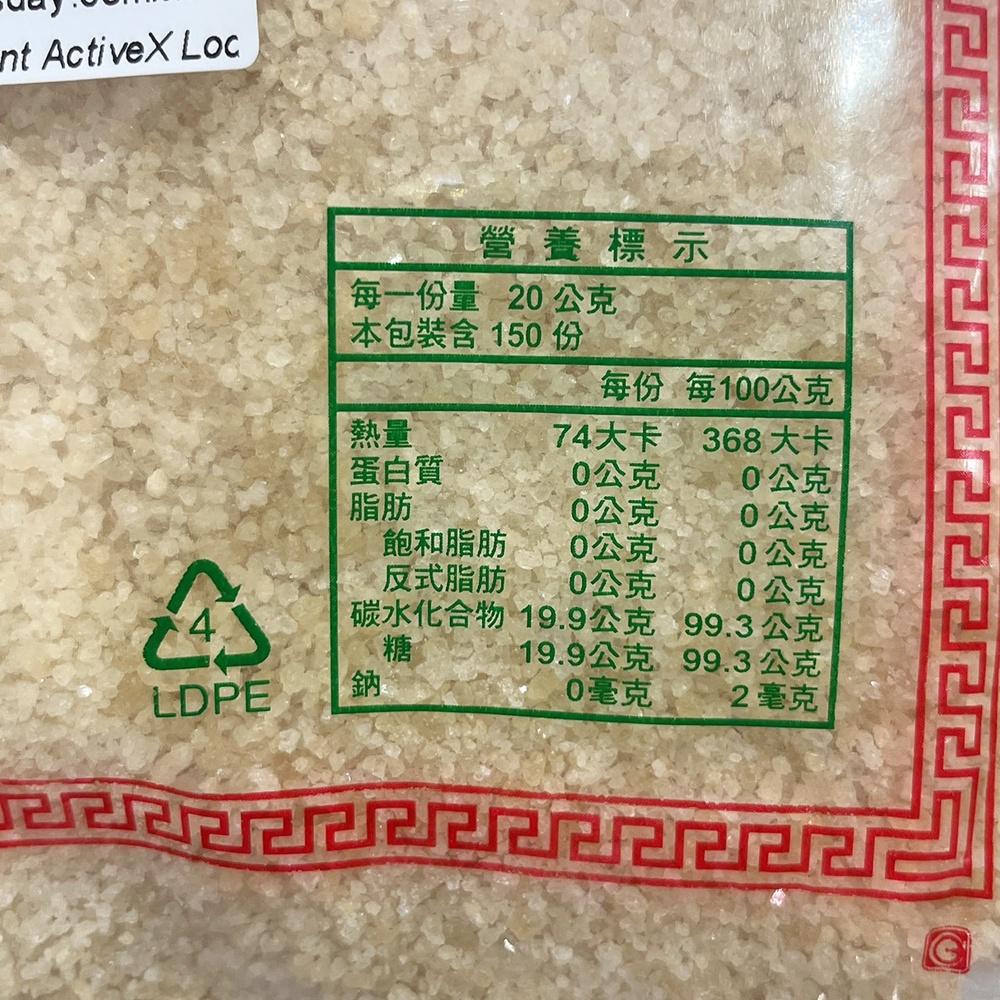 nt ActiveX Loc
營養標示
每一份量 20 公克
本包裝含 150 份
每份 每100公克
熱量 74大卡 368 大卡
蛋白質 0公克 0 公克
脂肪 0公克 0 公克
飽和脂肪 0公克 0 公克
反式脂肪 0公克 0 公克
碳水化合物 19.9公克 99.3 公克
糖 19.9公克 99.3 公克
鈉 0毫克 2 毫克
4
LDPE
G